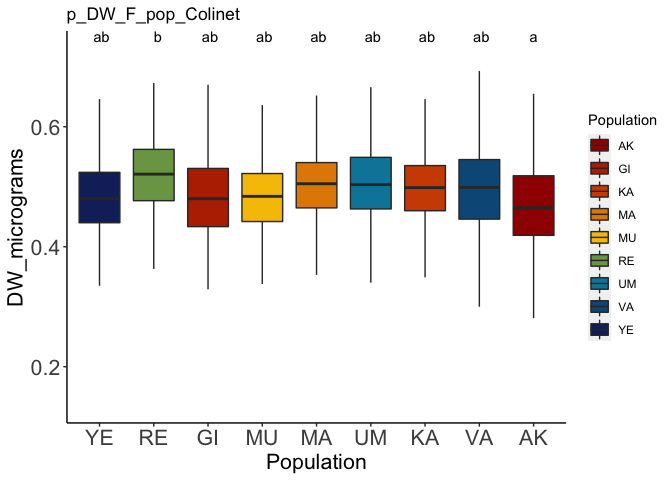 p_DW_F_pop_Colinet
ab b ab ab ab ab ab ab a
DW_micrograms
0.6
0.4
0.2
YE RE GI MU MA UM KA VA AK
Population
Population
AK
GI
KA
MA
MU
RE
UM
VA
YE